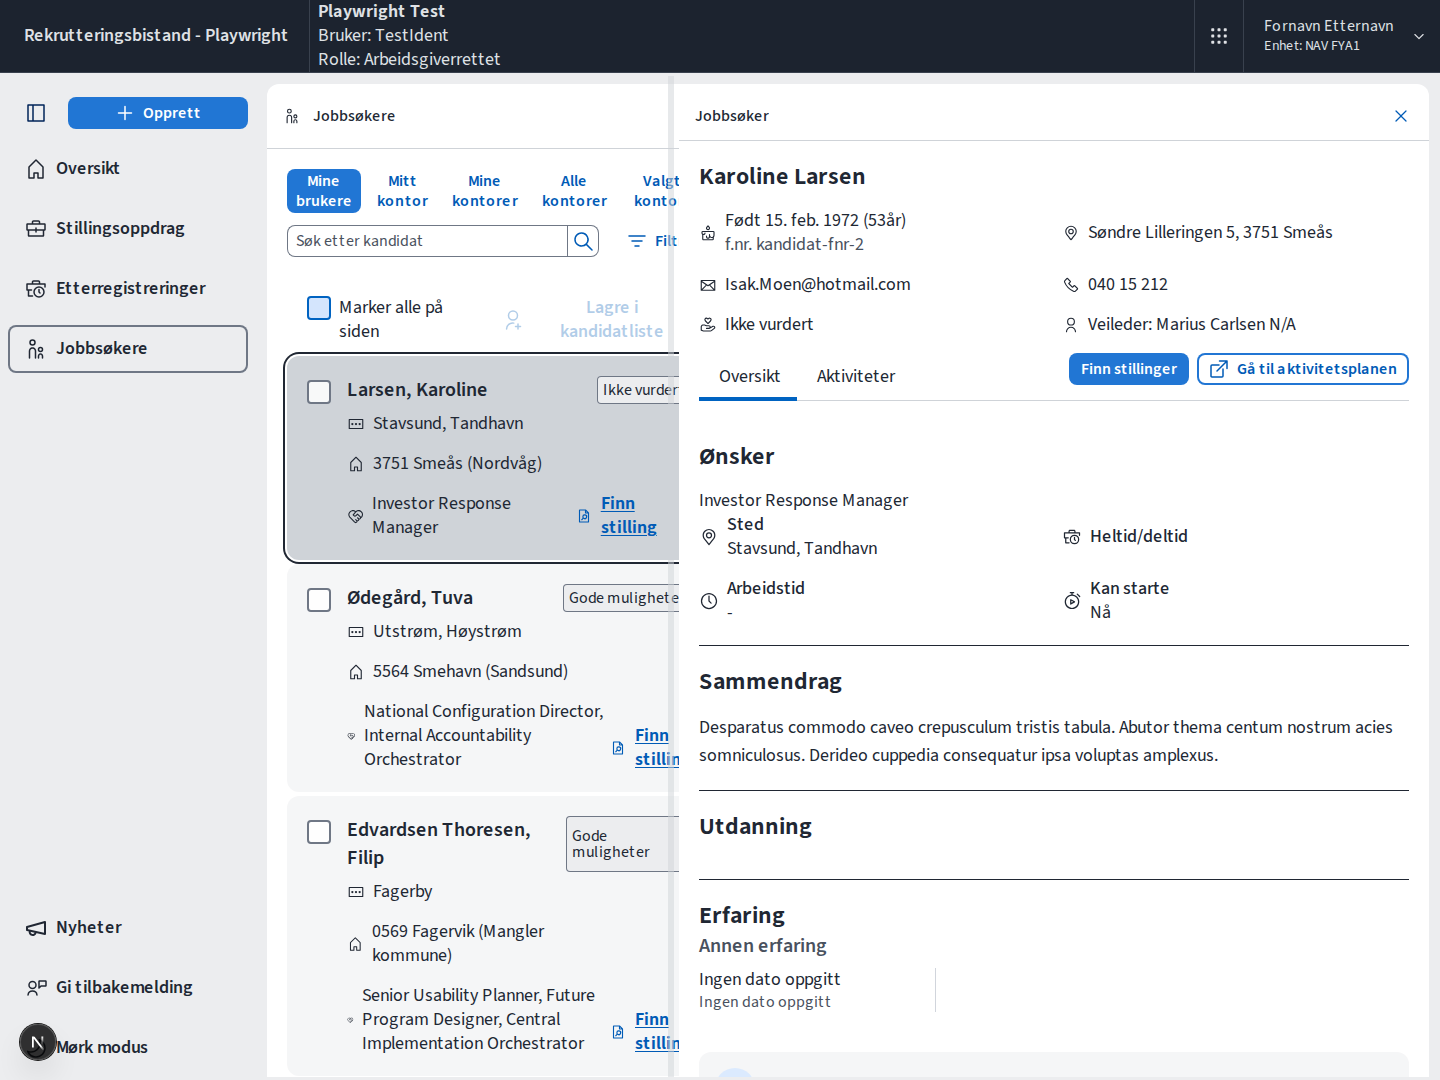 Rekrutteringsbistand - Playwright
Playwright Test
Bruker: TestIdent
Rolle: Arbeidsgiverrettet
Fornavn Etternavn
Enhet: NAV FYA1
Opprett
Oversikt
Stillingsoppdrag
Etterregistreringer
Jobbsøkere
Nyheter
Gi tilbakemelding
N
Mørk modus
Jobbsøkere
Mine
brukere
Mitt
kontor
Mine
kontorer
Alle
kontorer
Valgt
konto
Søk etter kandidat
Filt
Marker alle på
siden
Lagre i
kandidatliste
Larsen, Karoline
Ikke vurder
Stavsund, Tandhavn
3751 Smeås (Nordvåg)
Investor Response
Manager
Finn
stilling
Ødegård, Tuva
Gode mulighete
Utstrøm, Høystrøm
5564 Smehavn (Sandsund)
National Configuration Director,
Internal Accountability
Orchestrator
Finn
stillin
Edvardsen Thoresen,
Filip
Gode
muligheter
Fagerby
0569 Fagervik (Mangler
kommune)
Senior Usability Planner, Future
Program Designer, Central
Implementation Orchestrator
Finn
stillin
Jobbsøker
Karoline Larsen
Født 15. feb. 1972 (53år)
f.nr. kandidat-fnr-2
Søndre Lilleringen 5, 3751 Smeås
Isak.Moen@hotmail.com
040 15 212
Ikke vurdert
Veileder: Marius Carlsen N/A
Oversikt
Aktiviteter
Finn stillinger
Gå til aktivitetsplanen
Ønsker
Investor Response Manager
Sted
Stavsund, Tandhavn
Heltid/deltid
Arbeidstid
-
Kan starte
Nå
Sammendrag
Desparatus commodo caveo crepusculum tristis tabula. Abutor thema centum nostrum acies
somniculosus. Derideo cuppedia consequatur ipsa voluptas amplexus.
Utdanning
Erfaring
Annen erfaring
Ingen dato oppgitt
Ingen dato oppgitt